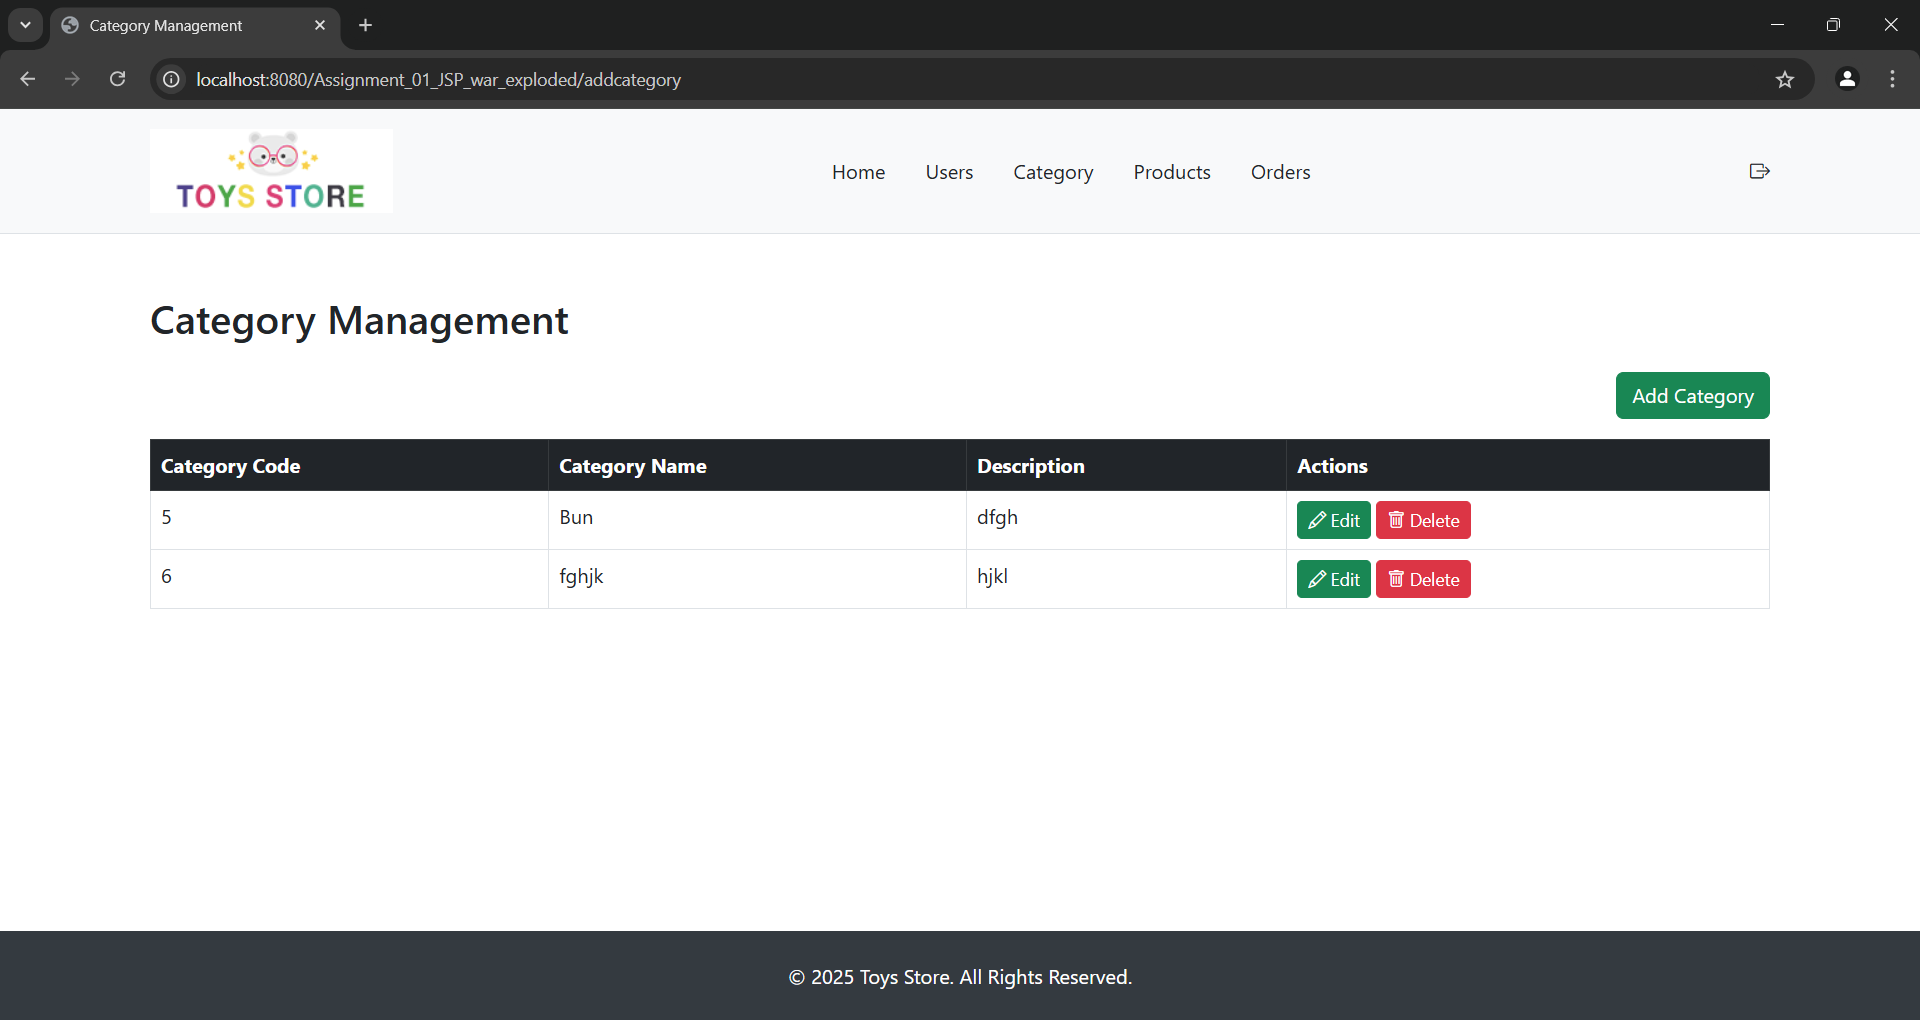 Category Management
localhost:8080/Assignment_01_JSP_war_exploded/addcategory
TOYS STORE
Home Users Category Products Orders
Category Management
Add Category
Category Code Category Name Description Actions
5 Bun dfgh Edit Delete
6 fghjk hjkl Edit Delete
© 2025 Toys Store. All Rights Reserved.